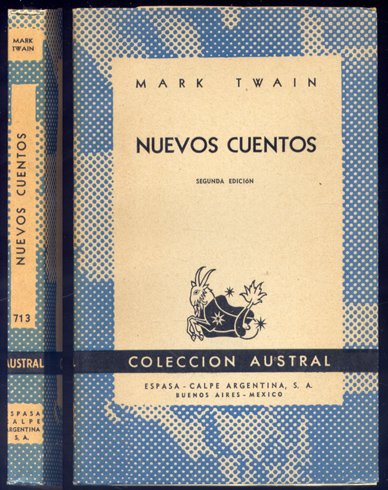 MARK
TWAIN
NUEVOS CUENTOS
713
AUSTRAL
ESPASA
CALPE
ARGENTINA
S. A.
MARK TWAIN
NUEVOS CUENTOS
SEGUNDA EDICIÓN
COLECCION AUSTRAL
ESPASA - CALPE ARGENTINA, S. A.
BUENOS AIRES - MEXICO